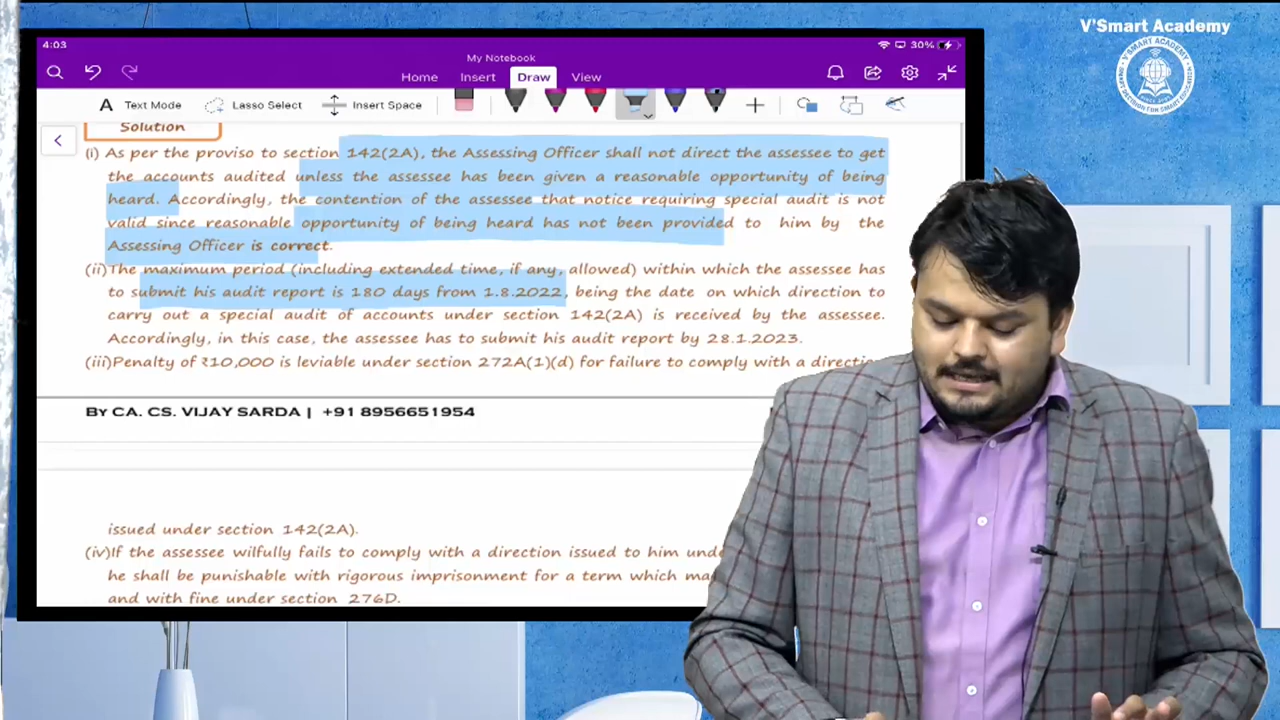 V'Smart Academy
4:03
30%
My Notebook
Home Insert Draw View
A Text Mode Lasso Select Insert Space
Solution
(i) As per the proviso to section 142(2A), the Assessing Officer shall not direct the assessee to get
the accounts audited unless the assessee has been given a reasonable opportunity of being
heard. Accordingly, the contention of the assessee that notice requiring special audit is not
valid since reasonable opportunity of being heard has not been provided to him by the
Assessing Officer is correct.
(ii)The maximum period (including extended time, if any, allowed) within which the assessee has
to submit his audit report is 180 days from 1.8.2022, being the date on which direction to
carry out a special audit of accounts under section 142(2A) is received by the assessee.
Accordingly, in this case, the assessee has to submit his audit report by 28.1.2023.
(iii)Penalty of ₹10,000 is leviable under section 272A(1)(d) for failure to comply with a direction
By CA. CS. VIJAY SARDA | +91 8956651954
issued under section 142(2A).
(iv)If the assessee wilfully fails to comply with a direction issued to him
he shall be punishable with rigorous imprisonment for a term which
and with fine under section 276D.